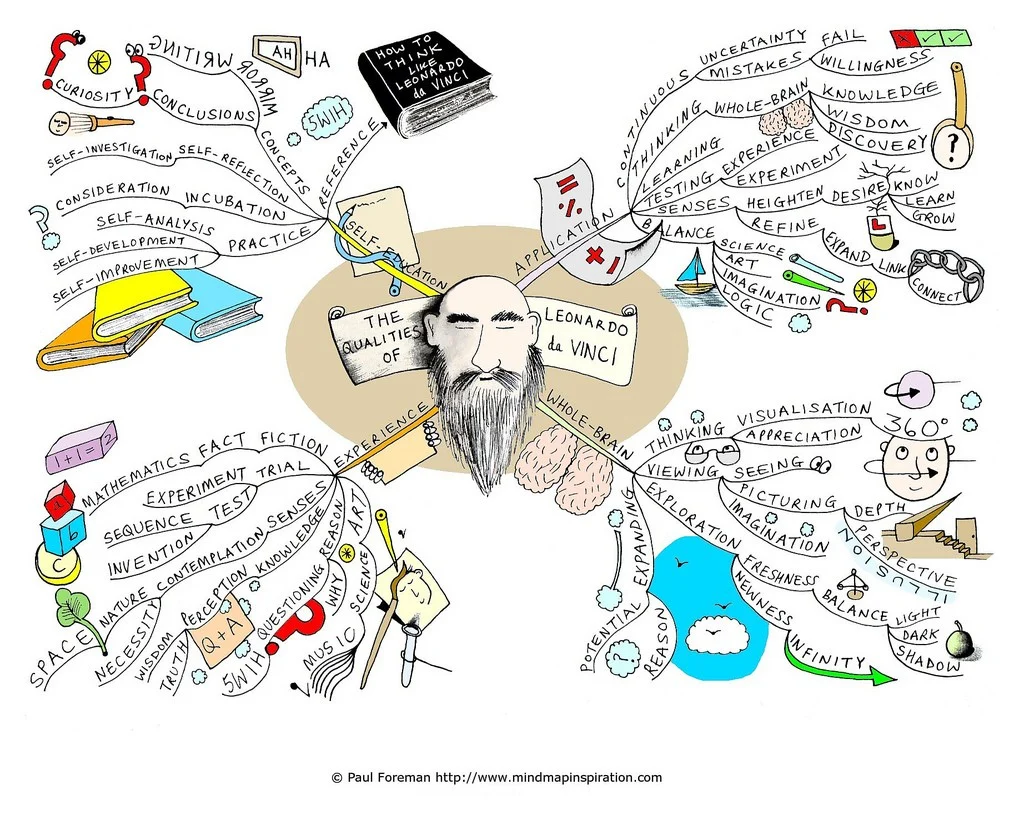 THE
QUALITIES
OF
LEONARDO
da VINCI
SELF-EDUCATION
REFERENCE
HOW TO
THINK
LIKE
LEONARDO
da VINCI
CONCEPTS
MIRROR WRITING
AH HA
5W1H
CONCLUSIONS
CURIOSITY
SELF-REFLECTION
SELF-INVESTIGATION
INCUBATION
CONSIDERATION
PRACTICE
SELF-ANALYSIS
SELF-DEVELOPMENT
SELF-IMPROVEMENT
APPLICATION
= % × ÷
CONTINUOUS
UNCERTAINTY
MISTAKES
FAIL
WILLINGNESS
THINKING
WHOLE-BRAIN
KNOWLEDGE
WISDOM
DISCOVERY
?
LEARNING
TESTING
EXPERIENCE
EXPERIMENT
SENSES
HEIGHTEN
DESIRE
KNOW
LEARN
GROW
L
REFINE
EXPAND
LINK
CONNECT
BALANCE
SCIENCE
ART
IMAGINATION
LOGIC
WHOLE-BRAIN
THINKING
VISUALISATION
APPRECIATION
360°
VIEWING
SEEING
PICTURING
DEPTH
PERSPECTIVE
ILLUSION
IMAGINATION
EXPLORATION
FRESHNESS
BALANCE
LIGHT
DARK
SHADOW
NEWNESS
INFINITY
EXPANDING
POTENTIAL
REASON
EXPERIENCE
FICTION
FACT
MATHEMATICS
1+1=2
TRIAL
EXPERIMENT
TEST
SEQUENCE
a
b
c
INVENTION
SENSES
CONTEMPLATION
NATURE
SPACE
NECESSITY
KNOWLEDGE
PERCEPTION
WISDOM
TRUTH
Q+A
REASON
QUESTIONING
WHY
5W1H
ART
SCIENCE
MUSIC
© Paul Foreman http://www.mindmapinspiration.com